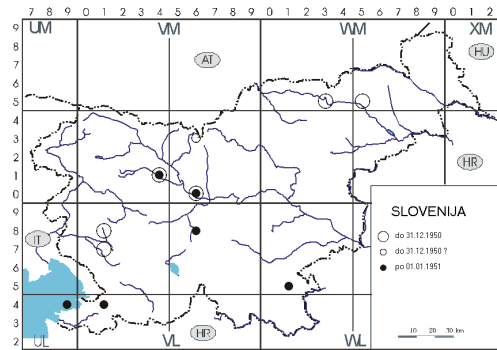 UM VM WM XM
7 8 9 0 1 2 3 4 5 6 7 8 9 0 1 2 3 4 5 6 7 8 9 0 1 2
9
8
7
6
5
4
3
2
1
0
9
8
7
6
5
4
3
2
AT
HU
HR
IT
HR
SLOVENIJA
do 31.12.1950
do 31.12.1950 ?
po 01.01.1951
10 20 30 km
UL VL WL